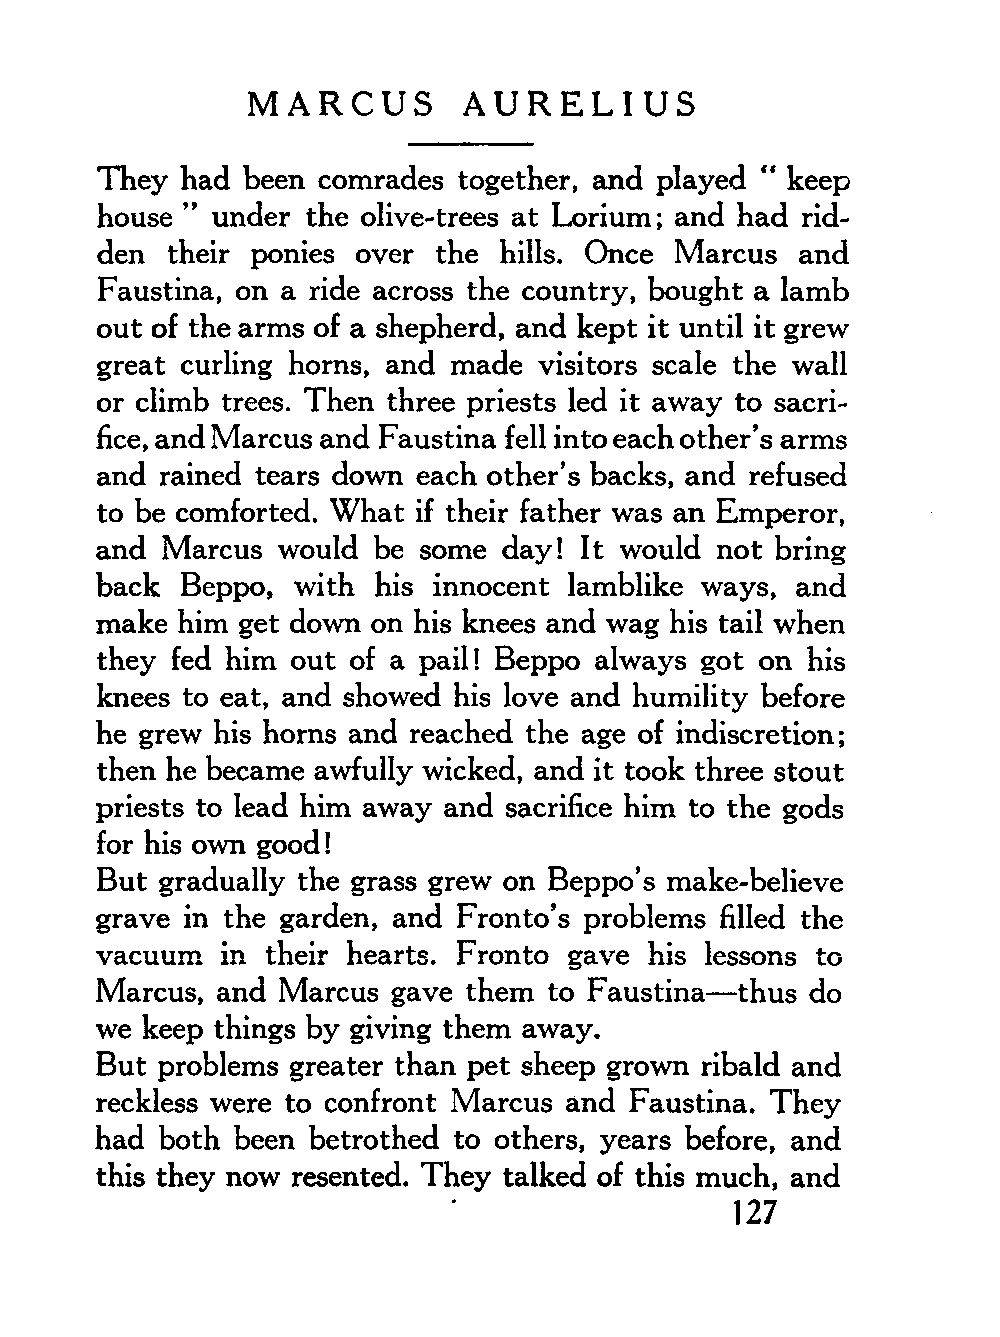 MARCUS AURELIUS
They had been comrades together, and played " keep
house " under the olive-trees at Lorium; and had rid-
den their ponies over the hills. Once Marcus and
Faustina, on a ride across the country, bought a lamb
out of the arms of a shepherd, and kept it until it grew
great curling horns, and made visitors scale the wall
or climb trees. Then three priests led it away to sacri-
fice, and Marcus and Faustina fell into each other's arms
and rained tears down each other's backs, and refused
to be comforted. What if their father was an Emperor,
and Marcus would be some day! It would not bring
back Beppo, with his innocent lamblike ways, and
make him get down on his knees and wag his tail when
they fed him out of a pail! Beppo always got on his
knees to eat, and showed his love and humility before
he grew his horns and reached the age of indiscretion;
then he became awfully wicked, and it took three stout
priests to lead him away and sacrifice him to the gods
for his own good!
But gradually the grass grew on Beppo's make-believe
grave in the garden, and Fronto's problems filled the
vacuum in their hearts. Fronto gave his lessons to
Marcus, and Marcus gave them to Faustina—thus do
we keep things by giving them away.
But problems greater than pet sheep grown ribald and
reckless were to confront Marcus and Faustina. They
had both been betrothed to others, years before, and
this they now resented. They talked of this much, and
127